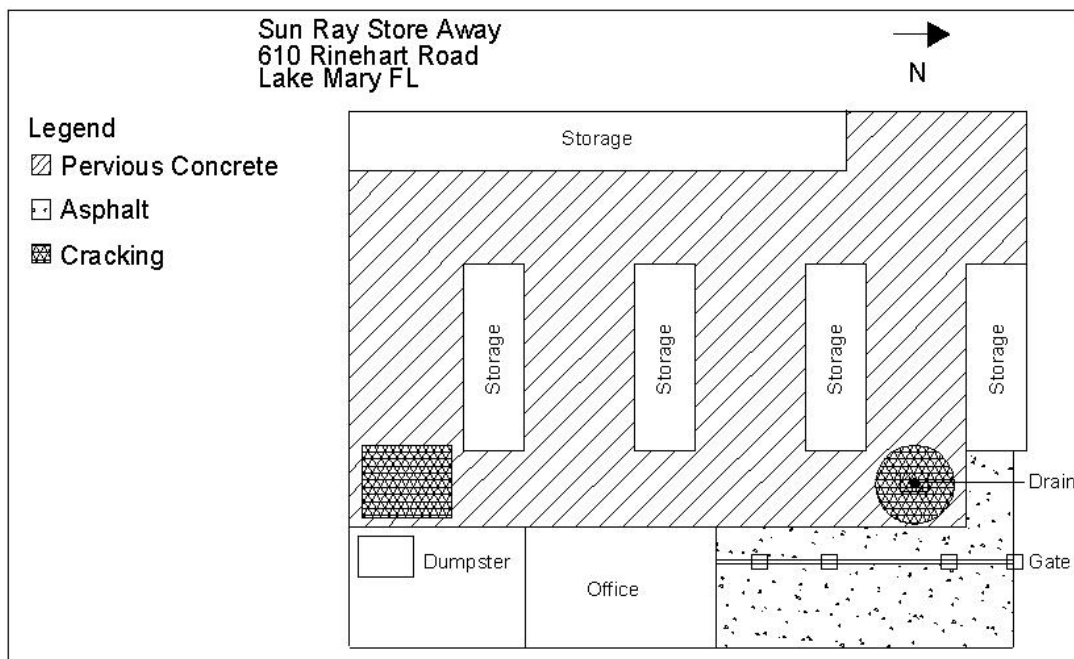 Sun Ray Store Away
610 Rinehart Road
Lake Mary FL
N
Legend
Pervious Concrete
Asphalt
Cracking
Storage
Storage
Storage
Storage
Storage
Drain
Dumpster
Office
Gate